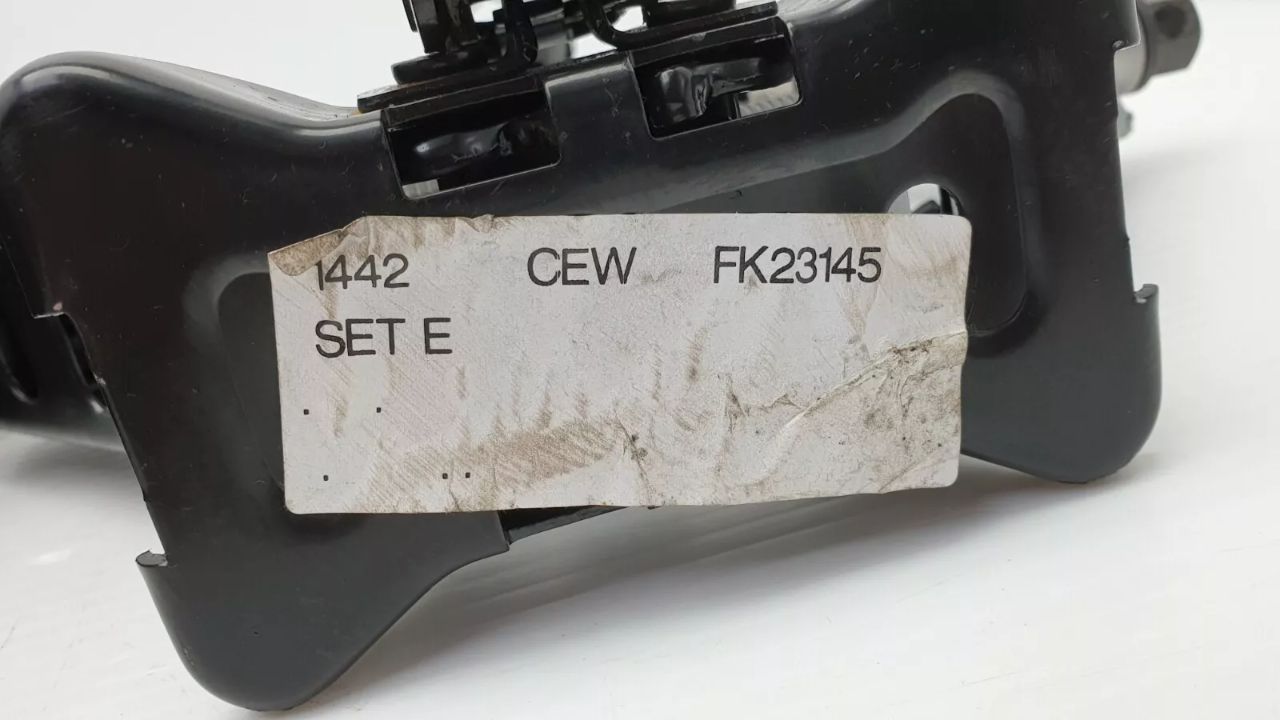 1442 CEW FK23145
SET E
. .
. ..